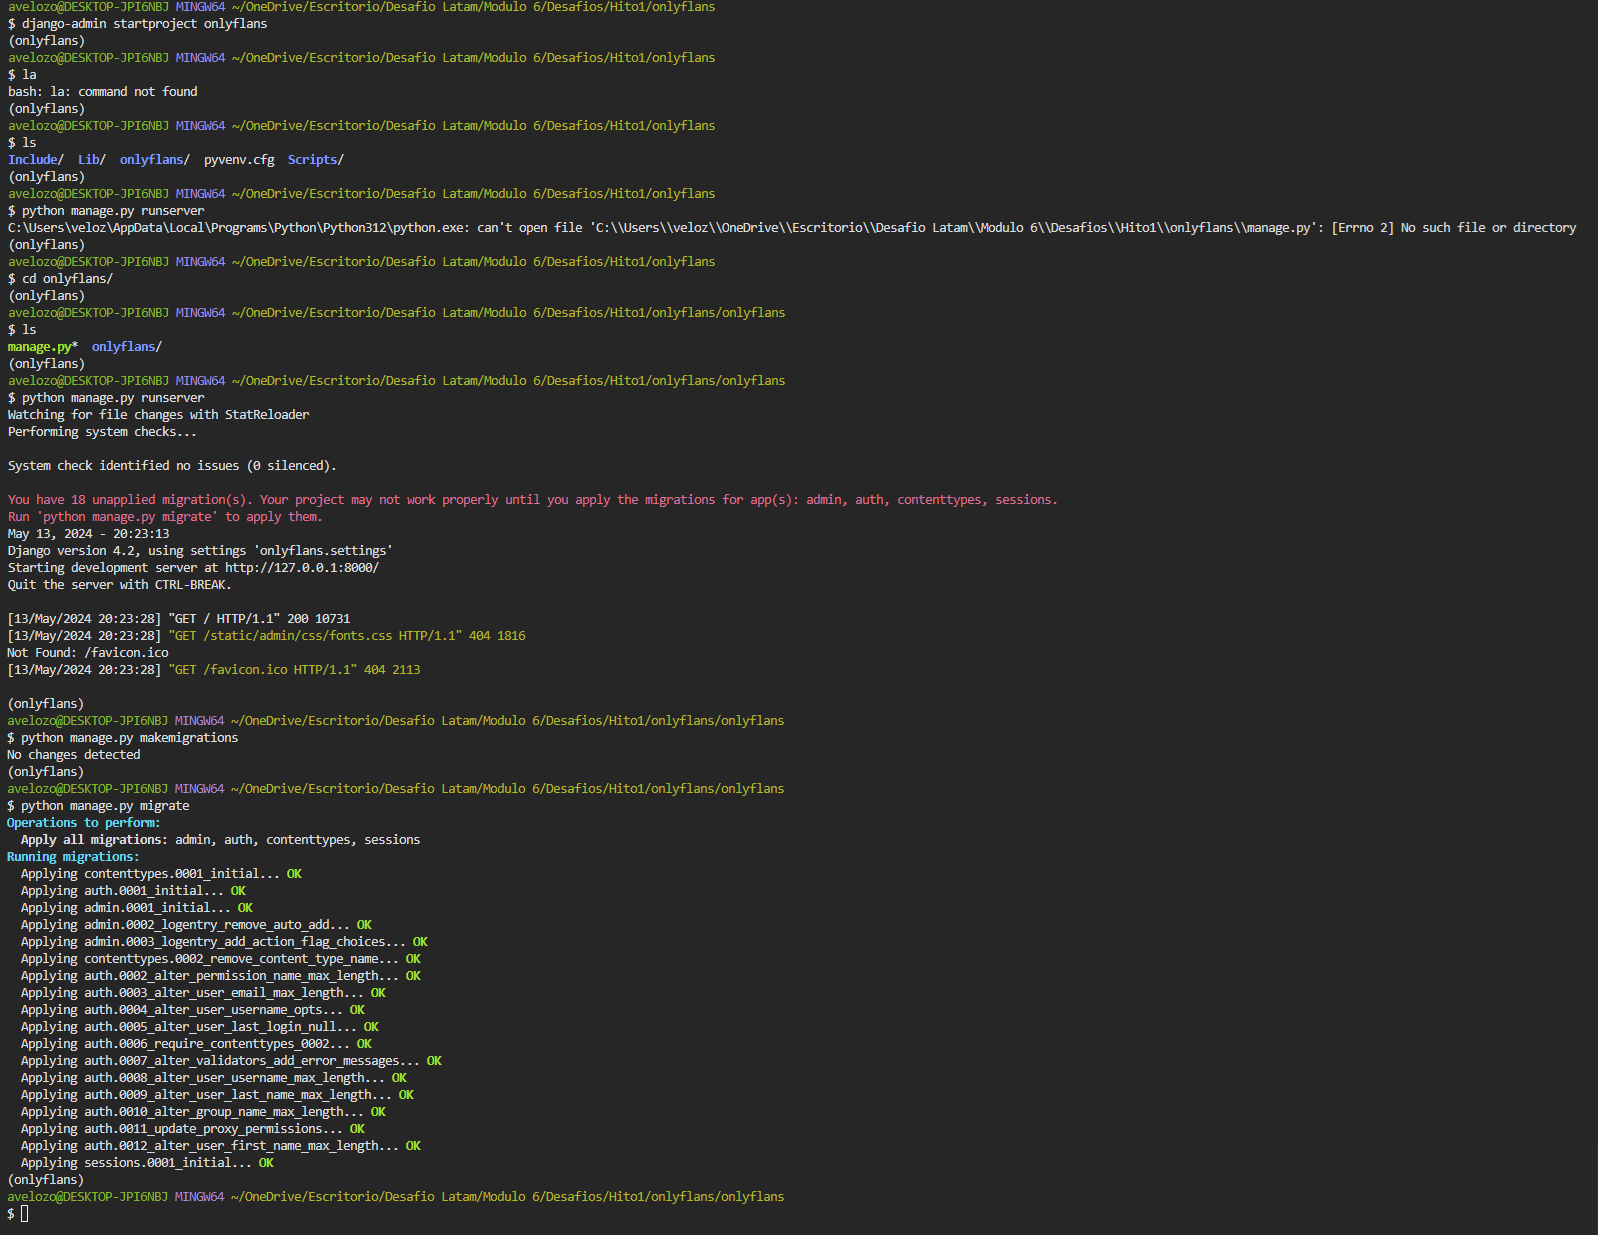 avelozo@DESKTOP-JPI6NBJ MINGW64 ~/OneDrive/Escritorio/Desafio Latam/Modulo 6/Desafios/Hito1/onlyflans
$ django-admin startproject onlyflans
(onlyflans)
avelozo@DESKTOP-JPI6NBJ MINGW64 ~/OneDrive/Escritorio/Desafio Latam/Modulo 6/Desafios/Hito1/onlyflans
$ la
bash: la: command not found
(onlyflans)
avelozo@DESKTOP-JPI6NBJ MINGW64 ~/OneDrive/Escritorio/Desafio Latam/Modulo 6/Desafios/Hito1/onlyflans
$ ls
Include/  Lib/  onlyflans/  pyvenv.cfg  Scripts/
(onlyflans)
avelozo@DESKTOP-JPI6NBJ MINGW64 ~/OneDrive/Escritorio/Desafio Latam/Modulo 6/Desafios/Hito1/onlyflans
$ python manage.py runserver
C:\Users\veloz\AppData\Local\Programs\Python\Python312\python.exe: can't open file 'C:\\Users\\veloz\\OneDrive\\Escritorio\\Desafio Latam\\Modulo 6\\Desafios\\Hito1\\onlyflans\\manage.py': [Errno 2] No such file or directory
(onlyflans)
avelozo@DESKTOP-JPI6NBJ MINGW64 ~/OneDrive/Escritorio/Desafio Latam/Modulo 6/Desafios/Hito1/onlyflans
$ cd onlyflans/
(onlyflans)
avelozo@DESKTOP-JPI6NBJ MINGW64 ~/OneDrive/Escritorio/Desafio Latam/Modulo 6/Desafios/Hito1/onlyflans/onlyflans
$ ls
manage.py*  onlyflans/
(onlyflans)
avelozo@DESKTOP-JPI6NBJ MINGW64 ~/OneDrive/Escritorio/Desafio Latam/Modulo 6/Desafios/Hito1/onlyflans/onlyflans
$ python manage.py runserver
Watching for file changes with StatReloader
Performing system checks...

System check identified no issues (0 silenced).

You have 18 unapplied migration(s). Your project may not work properly until you apply the migrations for app(s): admin, auth, contenttypes, sessions.
Run 'python manage.py migrate' to apply them.
May 13, 2024 - 20:23:13
Django version 4.2, using settings 'onlyflans.settings'
Starting development server at http://127.0.0.1:8000/
Quit the server with CTRL-BREAK.

[13/May/2024 20:23:28] "GET / HTTP/1.1" 200 10731
[13/May/2024 20:23:28] "GET /static/admin/css/fonts.css HTTP/1.1" 404 1816
Not Found: /favicon.ico
[13/May/2024 20:23:28] "GET /favicon.ico HTTP/1.1" 404 2113

(onlyflans)
avelozo@DESKTOP-JPI6NBJ MINGW64 ~/OneDrive/Escritorio/Desafio Latam/Modulo 6/Desafios/Hito1/onlyflans/onlyflans
$ python manage.py makemigrations
No changes detected
(onlyflans)
avelozo@DESKTOP-JPI6NBJ MINGW64 ~/OneDrive/Escritorio/Desafio Latam/Modulo 6/Desafios/Hito1/onlyflans/onlyflans
$ python manage.py migrate
Operations to perform:
  Apply all migrations: admin, auth, contenttypes, sessions
Running migrations:
  Applying contenttypes.0001_initial... OK
  Applying auth.0001_initial... OK
  Applying admin.0001_initial... OK
  Applying admin.0002_logentry_remove_auto_add... OK
  Applying admin.0003_logentry_add_action_flag_choices... OK
  Applying contenttypes.0002_remove_content_type_name... OK
  Applying auth.0002_alter_permission_name_max_length... OK
  Applying auth.0003_alter_user_email_max_length... OK
  Applying auth.0004_alter_user_username_opts... OK
  Applying auth.0005_alter_user_last_login_null... OK
  Applying auth.0006_require_contenttypes_0002... OK
  Applying auth.0007_alter_validators_add_error_messages... OK
  Applying auth.0008_alter_user_username_max_length... OK
  Applying auth.0009_alter_user_last_name_max_length... OK
  Applying auth.0010_alter_group_name_max_length... OK
  Applying auth.0011_update_proxy_permissions... OK
  Applying auth.0012_alter_user_first_name_max_length... OK
  Applying sessions.0001_initial... OK
(onlyflans)
avelozo@DESKTOP-JPI6NBJ MINGW64 ~/OneDrive/Escritorio/Desafio Latam/Modulo 6/Desafios/Hito1/onlyflans/onlyflans
$